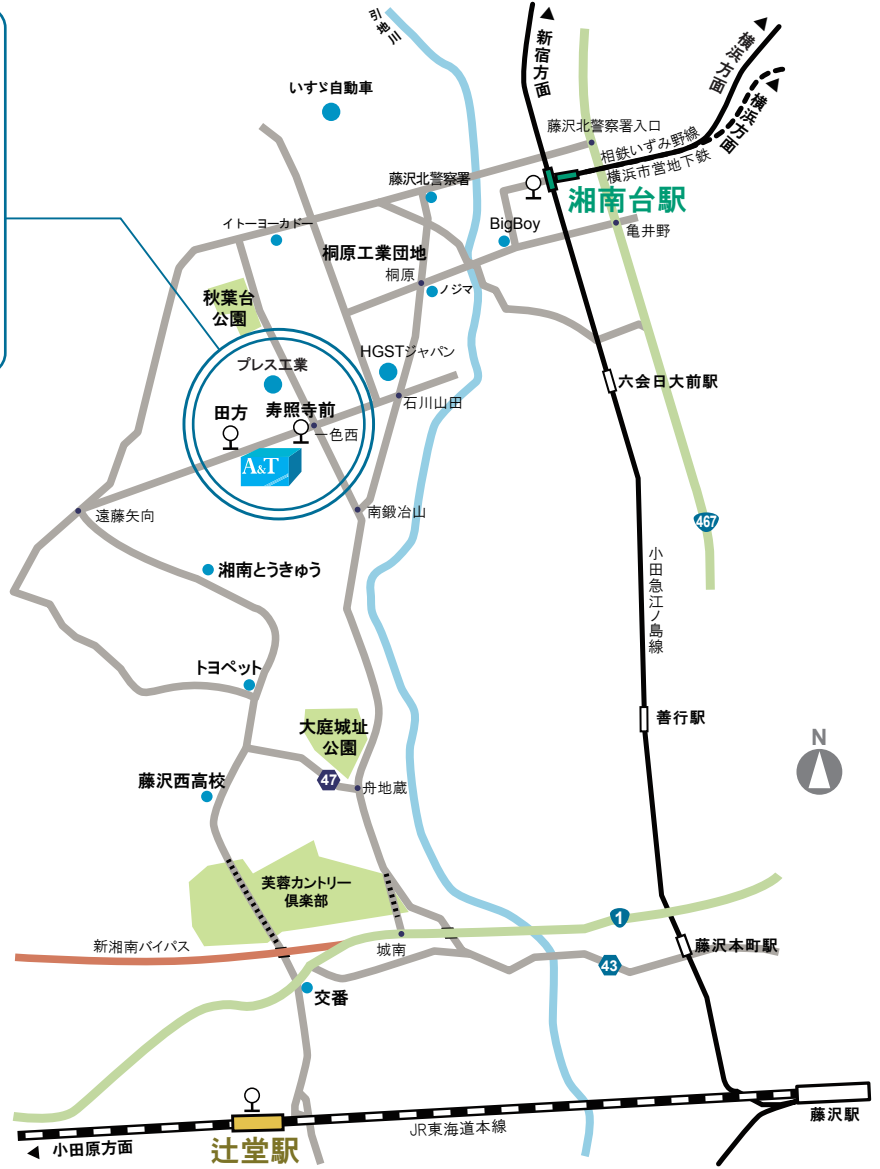 引地川
新宿方面
横浜方面
横浜方面
いすゞ自動車
藤沢北警察署入口
相鉄いずみ野線
横浜市営地下鉄
藤沢北警察署
湘南台駅
イトーヨーカドー
BigBoy
亀井野
桐原工業団地
桐原
ノジマ
秋葉台
公園
HGSTジャパン
プレス工業
六会日大前駅
田方
寿照寺前
石川山田
一色西
A&T
遠藤矢向
南鍛冶山
467
湘南とうきゅう
小田急江ノ島線
トヨペット
善行駅
大庭城址
公園
N
藤沢西高校
47
舟地蔵
芙蓉カントリー
倶楽部
1
新湘南バイパス
城南
藤沢本町駅
43
交番
藤沢駅
JR東海道本線
小田原方面
辻堂駅